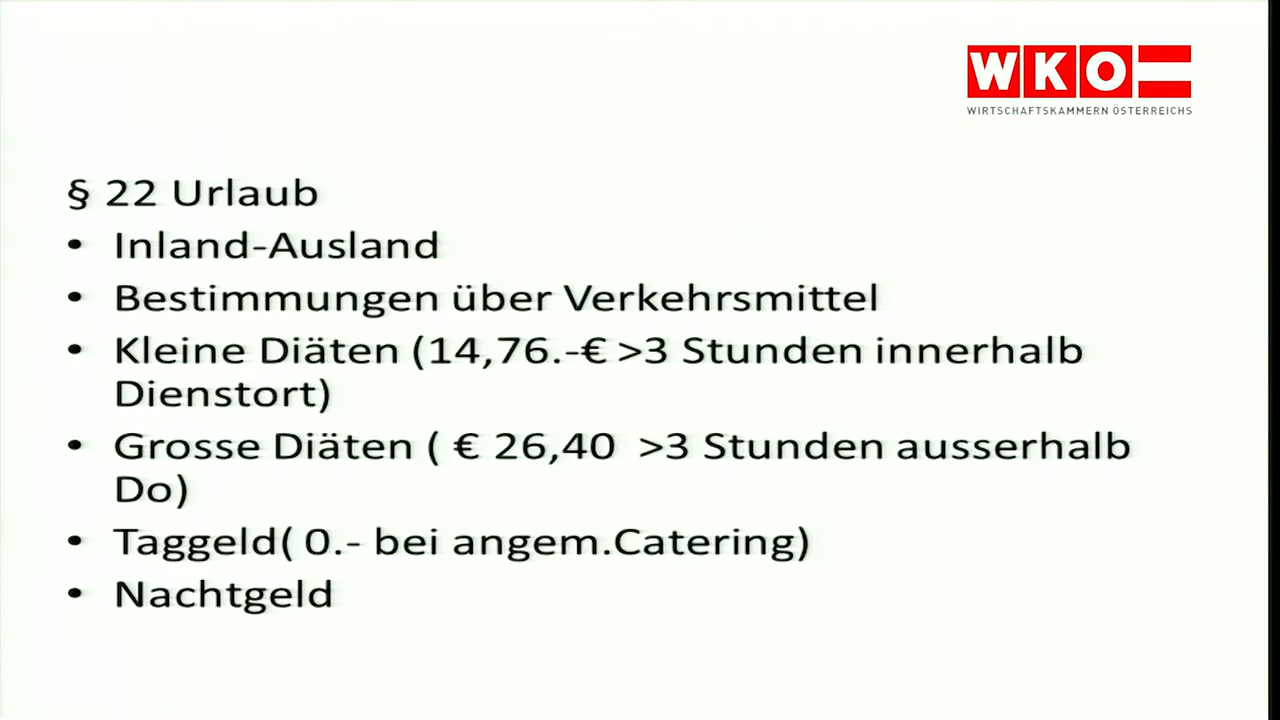 WKO
WIRTSCHAFTSKAMMERN ÖSTERREICHS
§ 22 Urlaub
• Inland-Ausland
• Bestimmungen über Verkehrsmittel
• Kleine Diäten (14,76.-€ >3 Stunden innerhalb
Dienstort)
• Grosse Diäten ( € 26,40 >3 Stunden ausserhalb
Do)
• Taggeld( 0.- bei angem.Catering)
• Nachtgeld